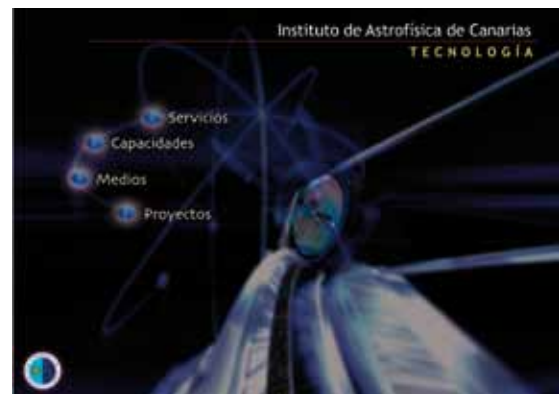 Instituto de Astrofísica de Canarias
TECNOLOGÍA
Servicios
Capacidades
Medios
Proyectos